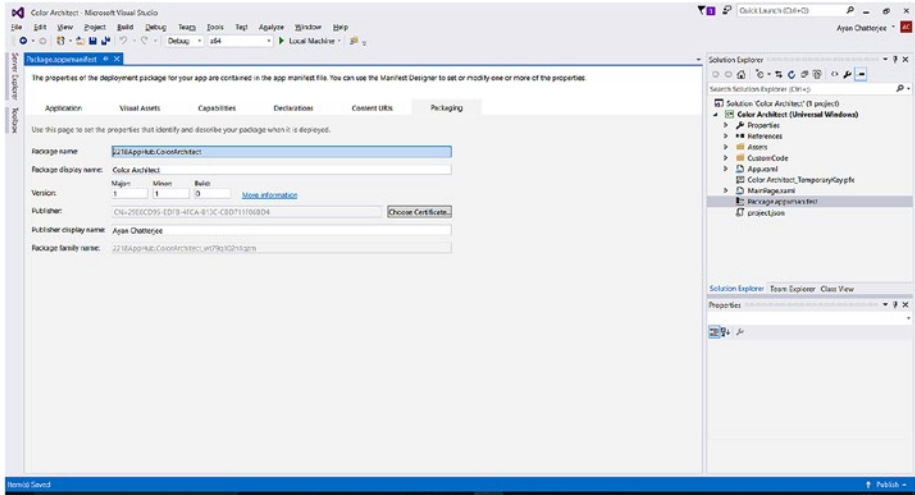 Color Architect - Microsoft Visual Studio
Quick Launch (Ctrl+Q)
File Edit View Project Build Debug Team Tools Test Analyze Window Help
Ayan Chatterjee AC
Debug x64 Local Machine
Server Explorer
Toolbox
Package.appxmanifest
The properties of the deployment package for your app are contained in the app manifest file. You can use the Manifest Designer to set or modify one or more of the properties.
Application Visual Assets Capabilities Declarations Content URIs Packaging
Use this page to set the properties that identify and describe your package when it is deployed.
Package name: 2218AppHub.ColorArchitect
Package display name: Color Architect
Major: Minor: Build:
Version: 1 1 0 More information
Publisher: Choose Certificate...
Publisher display name: Ayan Chatterjee
Package family name:
Solution Explorer
Search Solution Explorer (Ctrl+;)
Solution 'Color Architect' (1 project)
Color Architect (Universal Windows)
Properties
References
Assets
CustomCode
App.xaml
Color Architect_TemporaryKey.pfx
MainPage.xaml
Package.appxmanifest
project.json
Solution Explorer Team Explorer Class View
Properties
Item(s) Saved
Publish